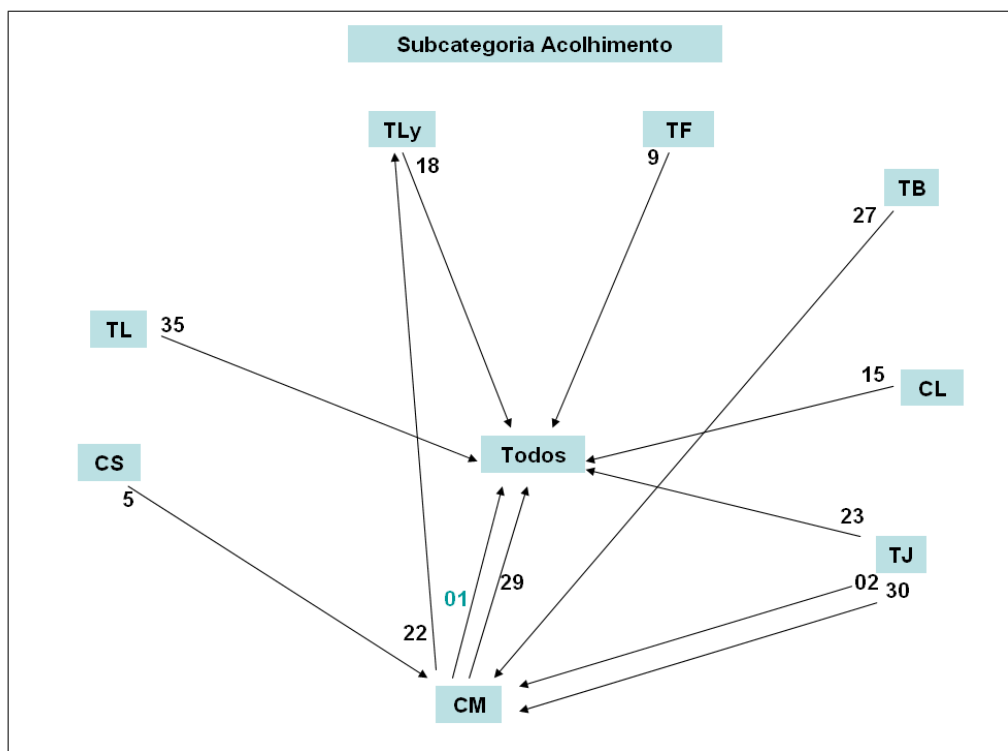 Subcategoria Acolhimento
TLy
TF
18
9
TB
27
TL
35
15
CL
Todos
CS
5
23
TJ
01
29
02
30
22
CM